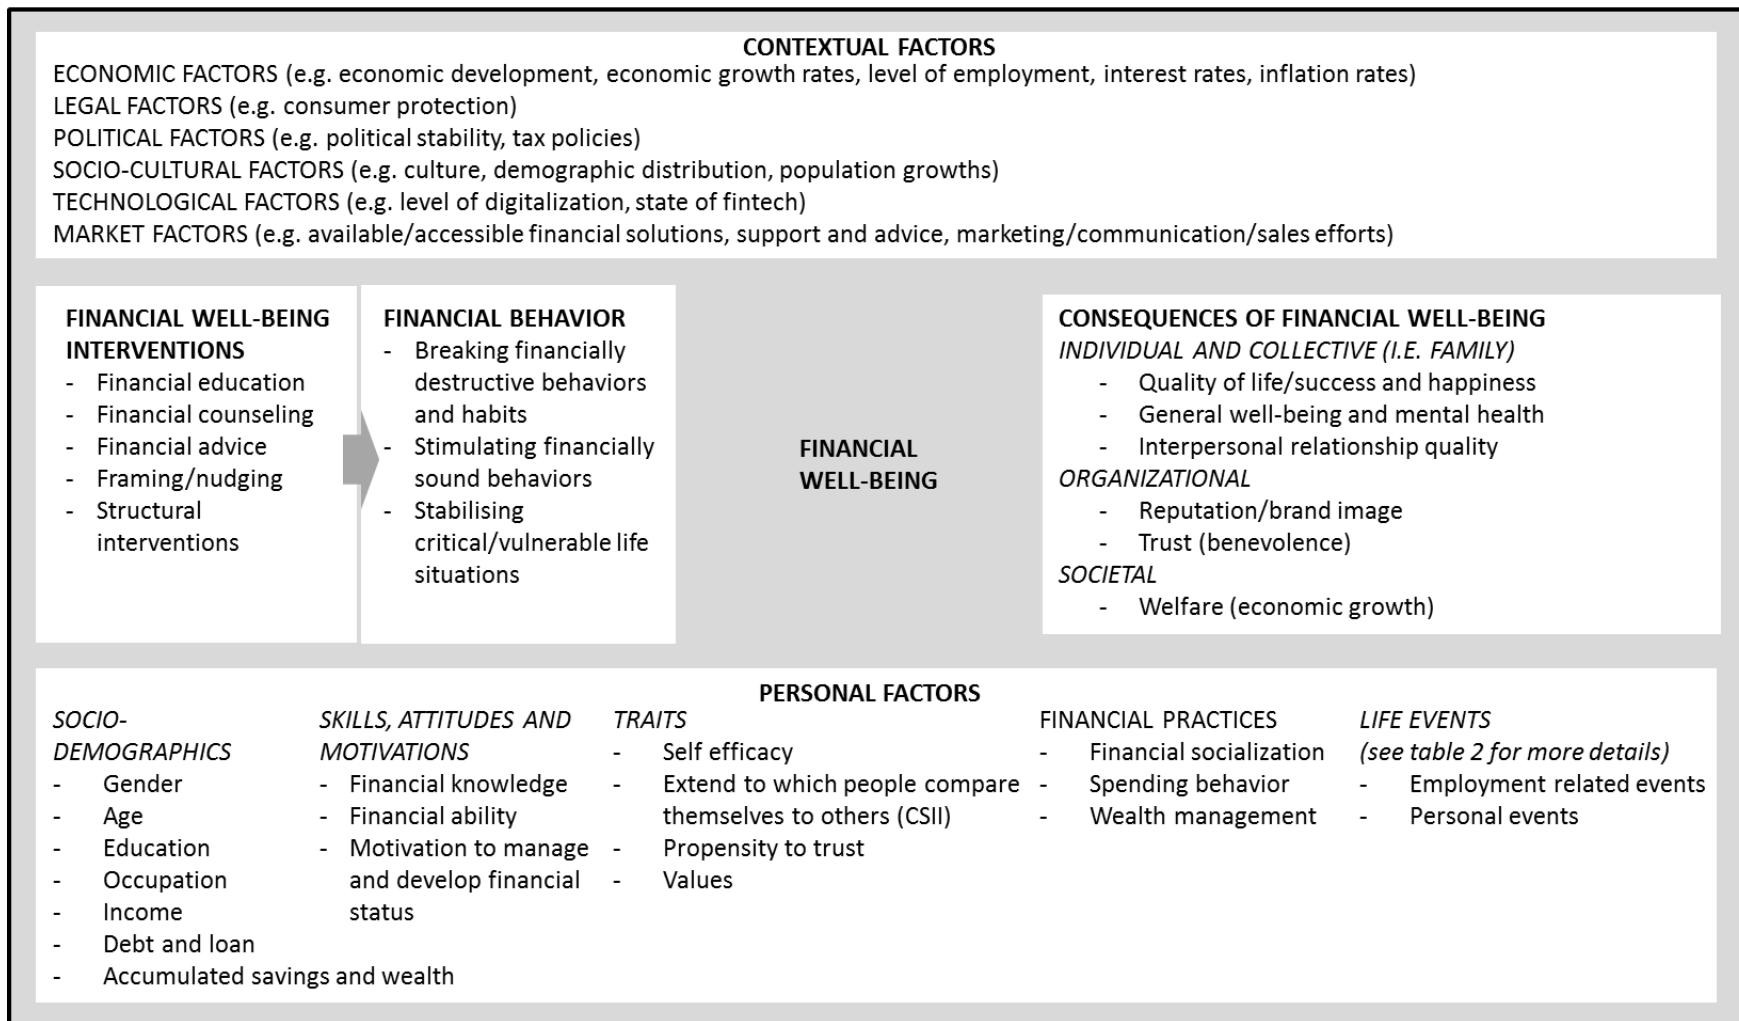 CONTEXTUAL FACTORS
ECONOMIC FACTORS (e.g. economic development, economic growth rates, level of employment, interest rates, inflation rates)
LEGAL FACTORS (e.g. consumer protection)
POLITICAL FACTORS (e.g. political stability, tax policies)
SOCIO-CULTURAL FACTORS (e.g. culture, demographic distribution, population growths)
TECHNOLOGICAL FACTORS (e.g. level of digitalization, state of fintech)
MARKET FACTORS (e.g. available/accessible financial solutions, support and advice, marketing/communication/sales efforts)
FINANCIAL WELL-BEING
INTERVENTIONS
- Financial education
- Financial counseling
- Financial advice
- Framing/nudging
- Structural
interventions
FINANCIAL BEHAVIOR
- Breaking financially
destructive behaviors
and habits
- Stimulating financially
sound behaviors
- Stabilising
critical/vulnerable life
situations
FINANCIAL
WELL-BEING
CONSEQUENCES OF FINANCIAL WELL-BEING
INDIVIDUAL AND COLLECTIVE (I.E. FAMILY)
- Quality of life/success and happiness
- General well-being and mental health
- Interpersonal relationship quality
ORGANIZATIONAL
- Reputation/brand image
- Trust (benevolence)
SOCIETAL
- Welfare (economic growth)
PERSONAL FACTORS
SOCIO-
DEMOGRAPHICS
- Gender
- Age
- Education
- Occupation
- Income
- Debt and loan
- Accumulated savings and wealth
SKILLS, ATTITUDES AND
MOTIVATIONS
- Financial knowledge
- Financial ability
- Motivation to manage
and develop financial
status
TRAITS
- Self efficacy
- Extend to which people compare
themselves to others (CSII)
- Propensity to trust
- Values
FINANCIAL PRACTICES
- Financial socialization
- Spending behavior
- Wealth management
LIFE EVENTS
(see table 2 for more details)
- Employment related events
- Personal events